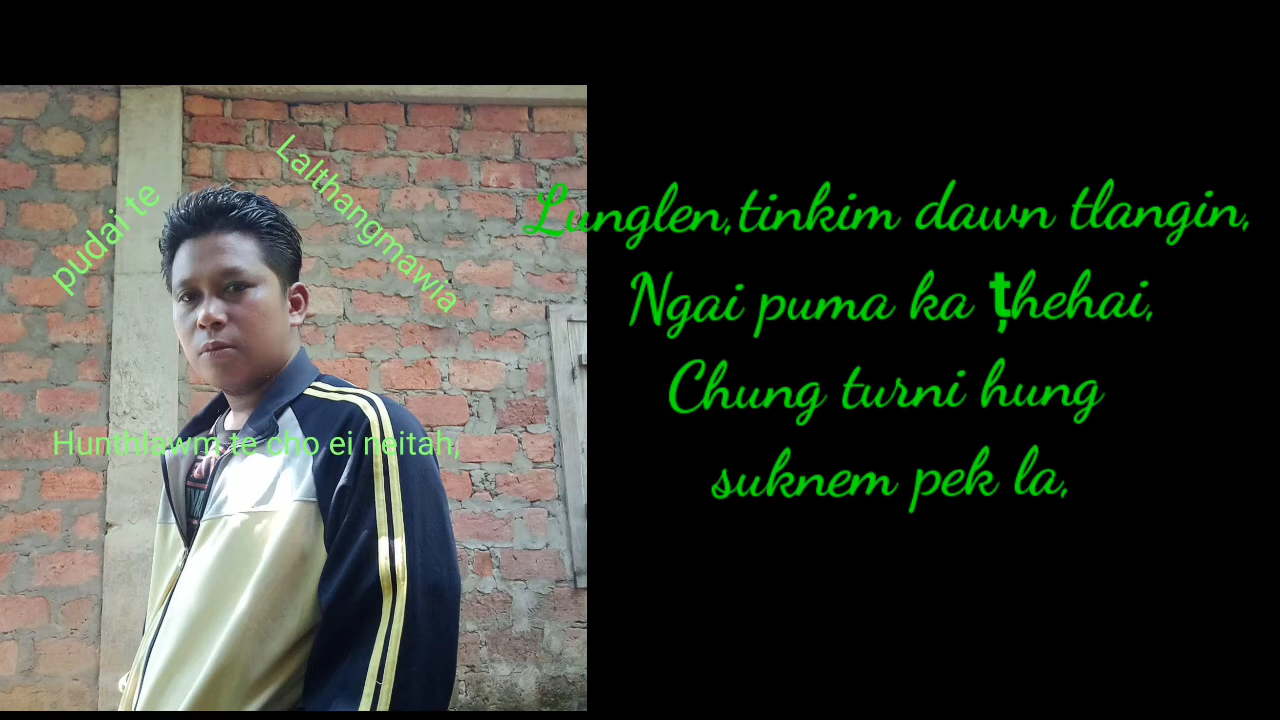 pudai te
Lalthangmawia
Hunthlawm te cho ei neitah,
Lunglen,tinkim dawn tlangin,
Ngai puma ka ṭhehai,
Chung turni hung
suknem pek la,